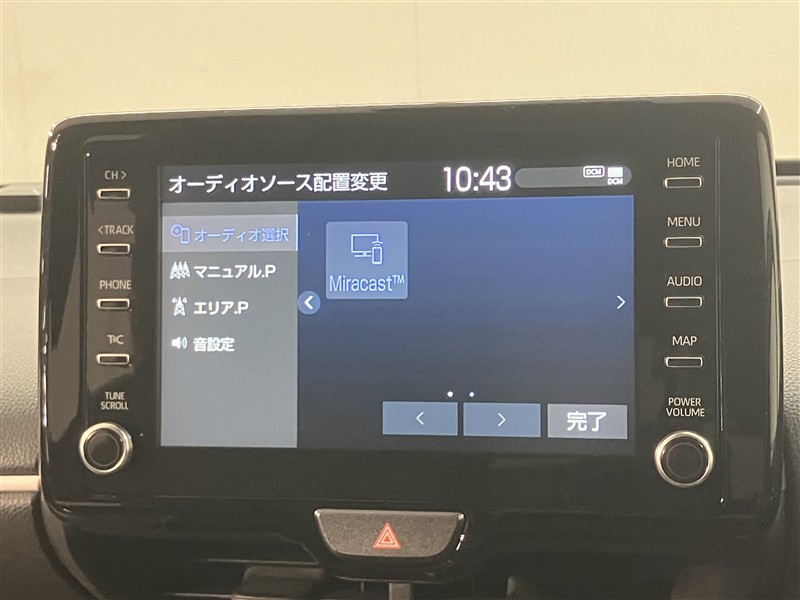 CH >
< TRACK
PHONE
T&C
TUNE
SCROLL
オーディオソース配置変更
10:43
DCM
DCM
オーディオ選択
マニュアル.P
エリア.P
音設定
Miracast™
<
>
<
>
完了
HOME
MENU
AUDIO
MAP
POWER
VOLUME